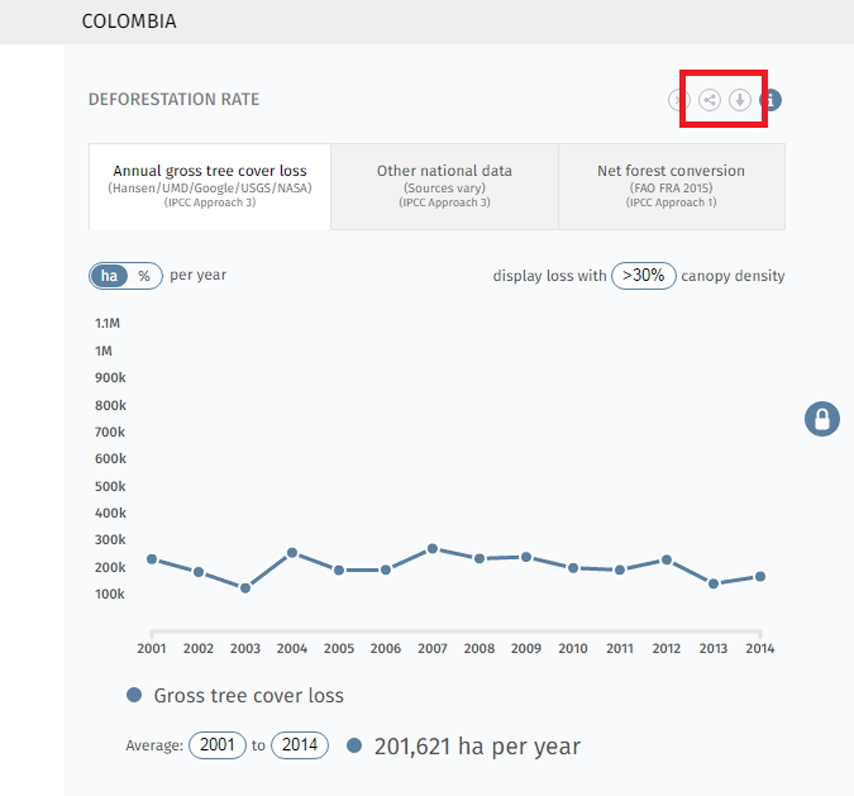 COLOMBIA
DEFORESTATION RATE
Annual gross tree cover loss
(Hansen/UMD/Google/USGS/NASA)
(IPCC Approach 3)
Other national data
(Sources vary)
(IPCC Approach 3)
Net forest conversion
(FAO FRA 2015)
(IPCC Approach 1)
ha % per year
display loss with >30% canopy density
1.1M
1M
900k
800k
700k
600k
500k
400k
300k
200k
100k
2001 2002 2003 2004 2005 2006 2007 2008 2009 2010 2011 2012 2013 2014
Gross tree cover loss
Average: 2001 to 2014 201,621 ha per year